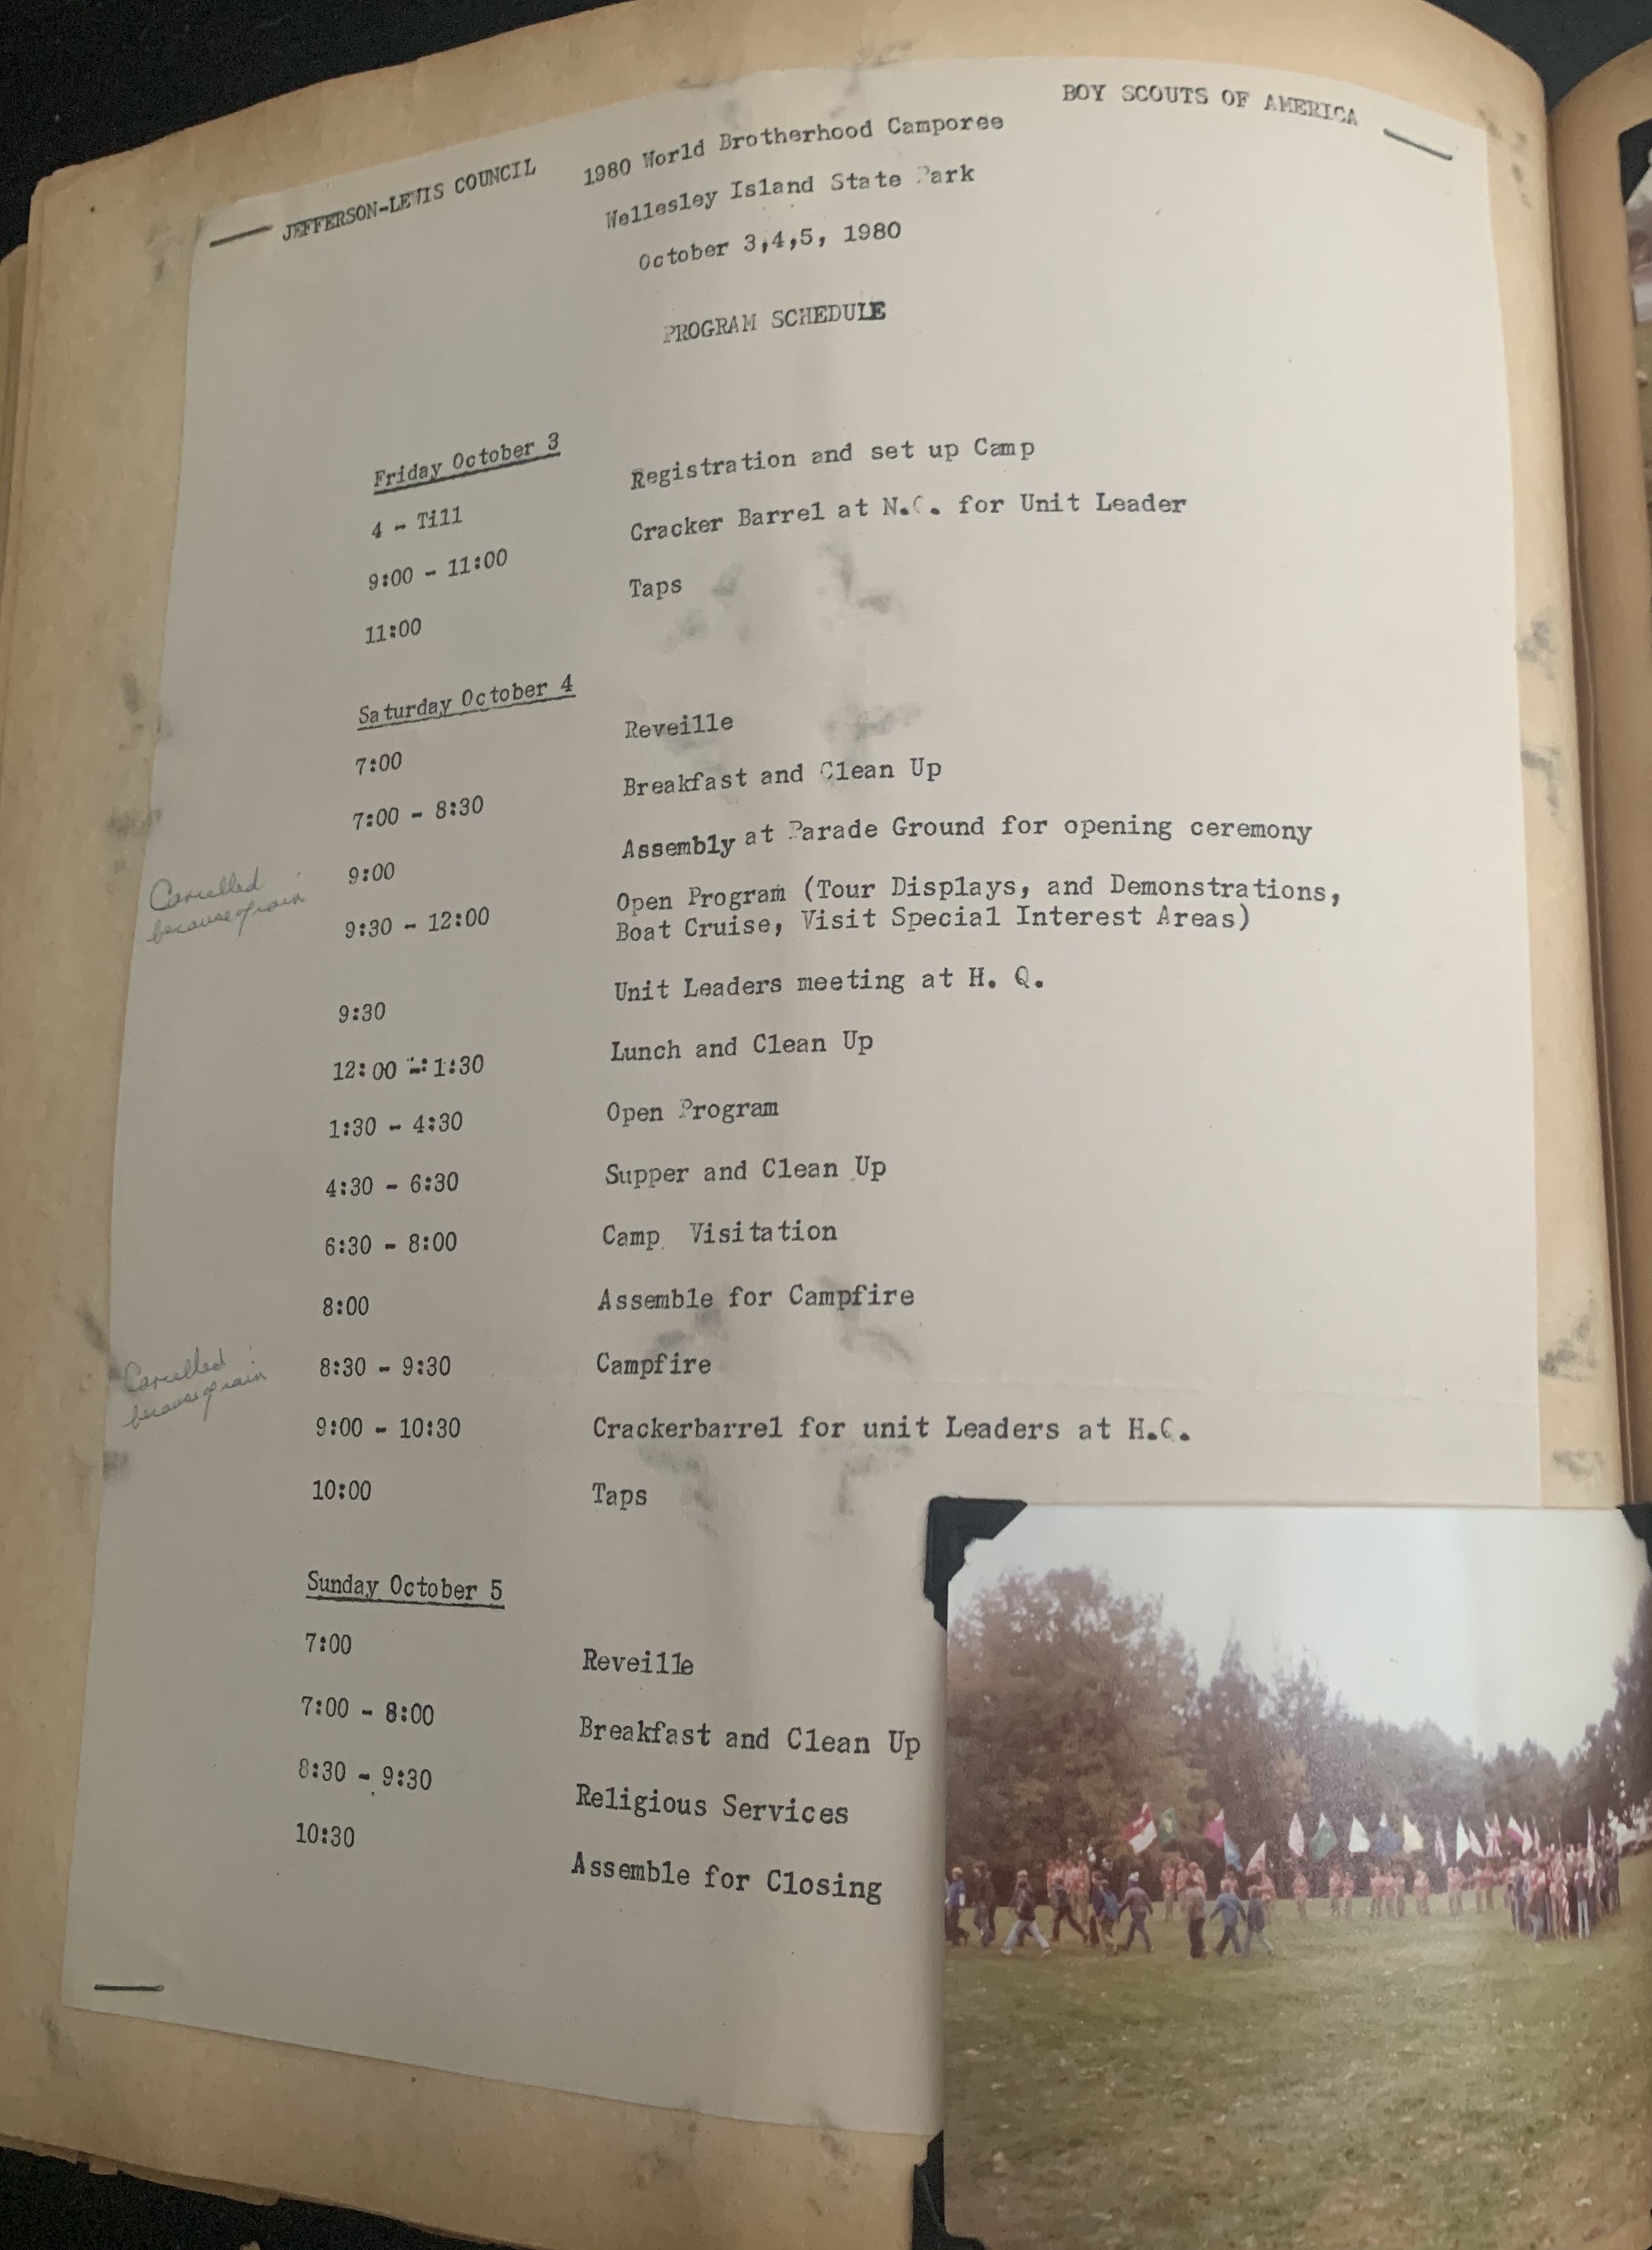 JEFFERSON-LEWIS COUNCIL
BOY SCOUTS OF AMERICA
1980 World Brotherhood Camporee
Wellesley Island State Park
October 3,4,5, 1980
PROGRAM SCHEDULE
Friday October 3
4 - Till Registration and set up Camp
9:00 - 11:00 Cracker Barrel at for Unit Leader
11:00 Taps
Saturday October 4
7:00 Reveille
7:00 - 8:30 Breakfast and Clean Up
9:00 Assembly at Parade Ground for opening ceremony
Cancelled
because of rain
9:30 - 12:00 Open Program (Tour Displays, and Demonstrations,
Boat Cruise, Visit Special Interest Areas)
9:30 Unit Leaders meeting at H. Q.
12:00 - 1:30 Lunch and Clean Up
1:30 - 4:30 Open Program
4:30 - 6:30 Supper and Clean Up
6:30 - 8:00 Camp Visitation
8:00 Assemble for Campfire
Cancelled
because of rain
8:30 - 9:30 Campfire
9:00 - 10:30 Crackerbarrel for unit Leaders at H.Q.
10:00 Taps
Sunday October 5
7:00 Reveille
7:00 - 8:00 Breakfast and Clean Up
8:30 - 9:30 Religious Services
10:30 Assemble for Closing